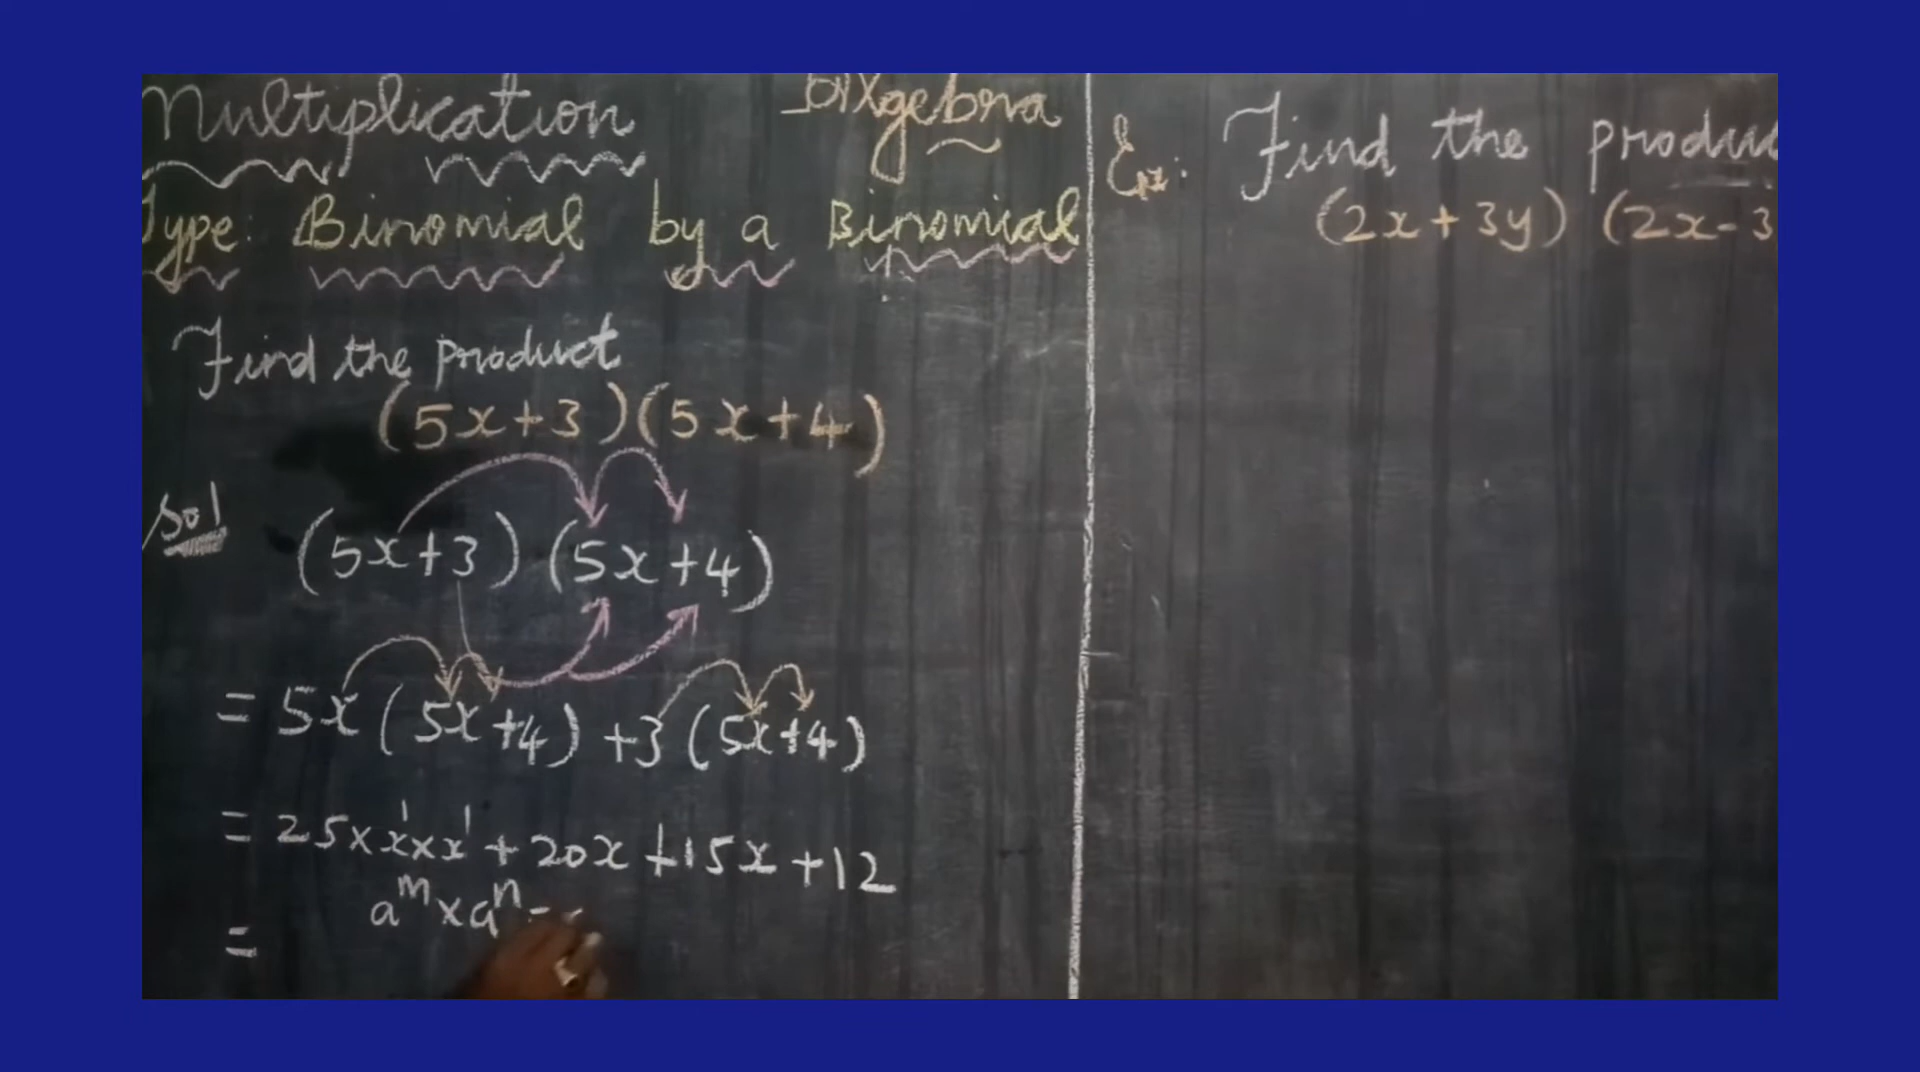 Multiplication
Algebra
Type: Binomial by a Binomial
Find the product
(5x+3)(5x+4)
Sol
(5x+3)(5x+4)
= 5x(5x+4)+3(5x+4)
= 25×x¹×x¹+20x+15x+12
aᵐ×aⁿ=
=
Ex: Find the produc
(2x+3y) (2x-3